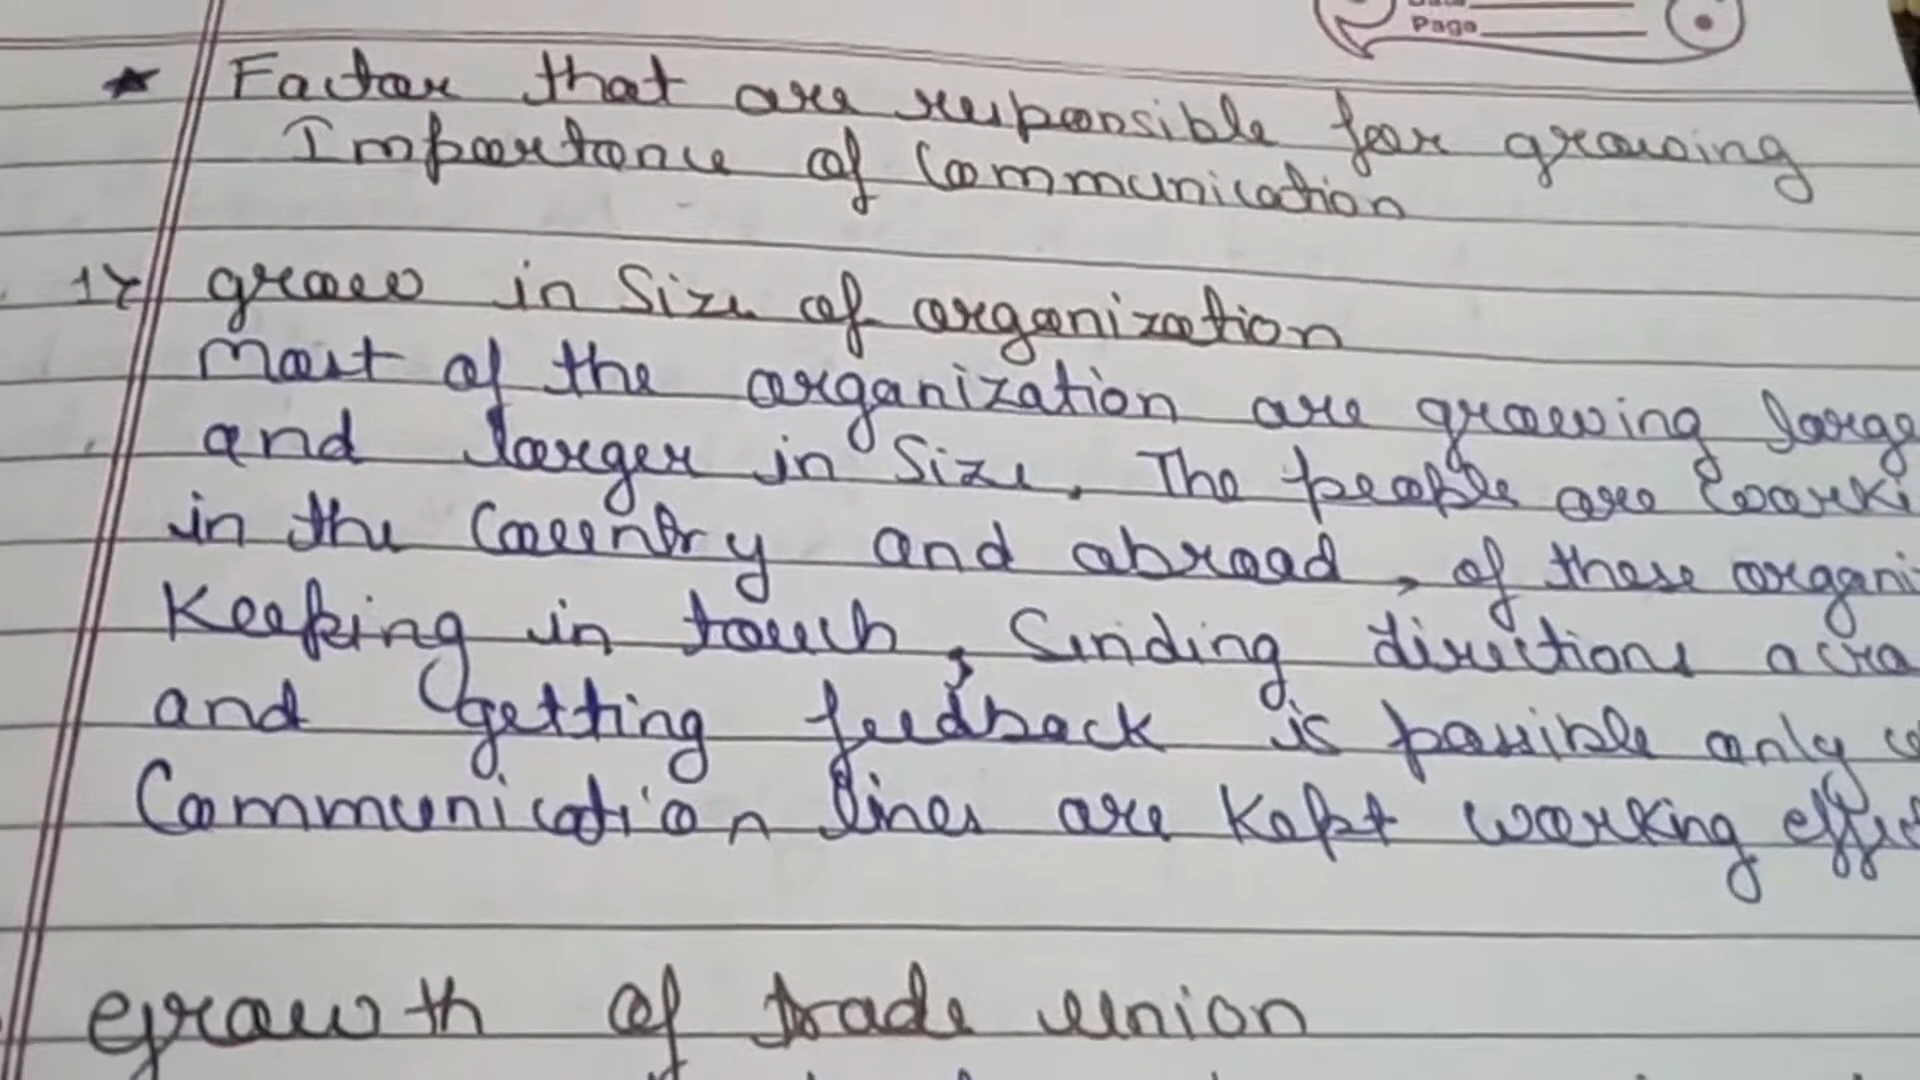 Page
★ Factor that are responsible for growing
Importance of Communication
1) grow in Size of organization
Most of the organization are growing large
and larger in Size. The people are worki
in the Country and abroad, of these organi
Keeping in touch, Sending directions acro
and getting feedback is possible only
Communication lines are Kept working effec
growth of trade union